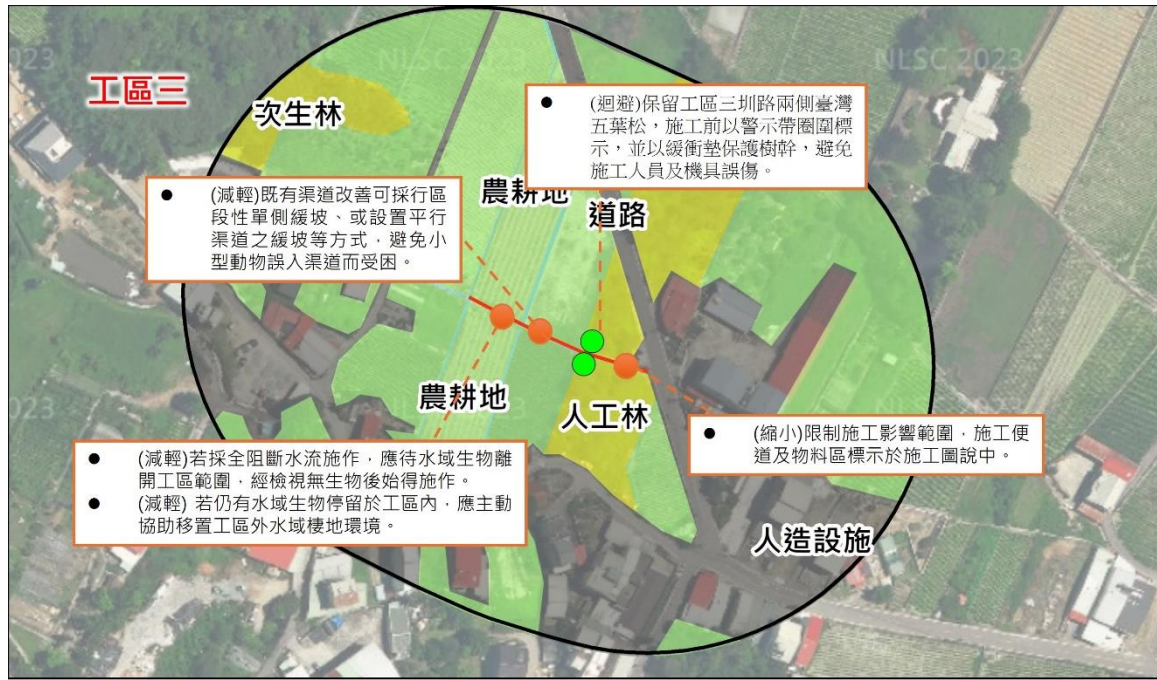 NLSC 2023
工區三
次生林
● (迴避)保留工區三圳路兩側臺灣
五葉松，施工前以警示帶圈圍標
示，並以緩衝墊保護樹幹，避免
施工人員及機具誤傷。
● (減輕)既有渠道改善可採行區
段性單側緩坡、或設置平行
渠道之緩坡等方式，避免小
型動物誤入渠道而受困。
農耕地
道路
農耕地
人工林
● (縮小)限制施工影響範圍，施工便
道及物料區標示於施工圖說中。
● (減輕)若採全阻斷水流施作，應待水域生物離
開工區範圍，經檢視無生物後始得施作。
● (減輕) 若仍有水域生物停留於工區內，應主動
協助移置工區外水域棲地環境。
人造設施